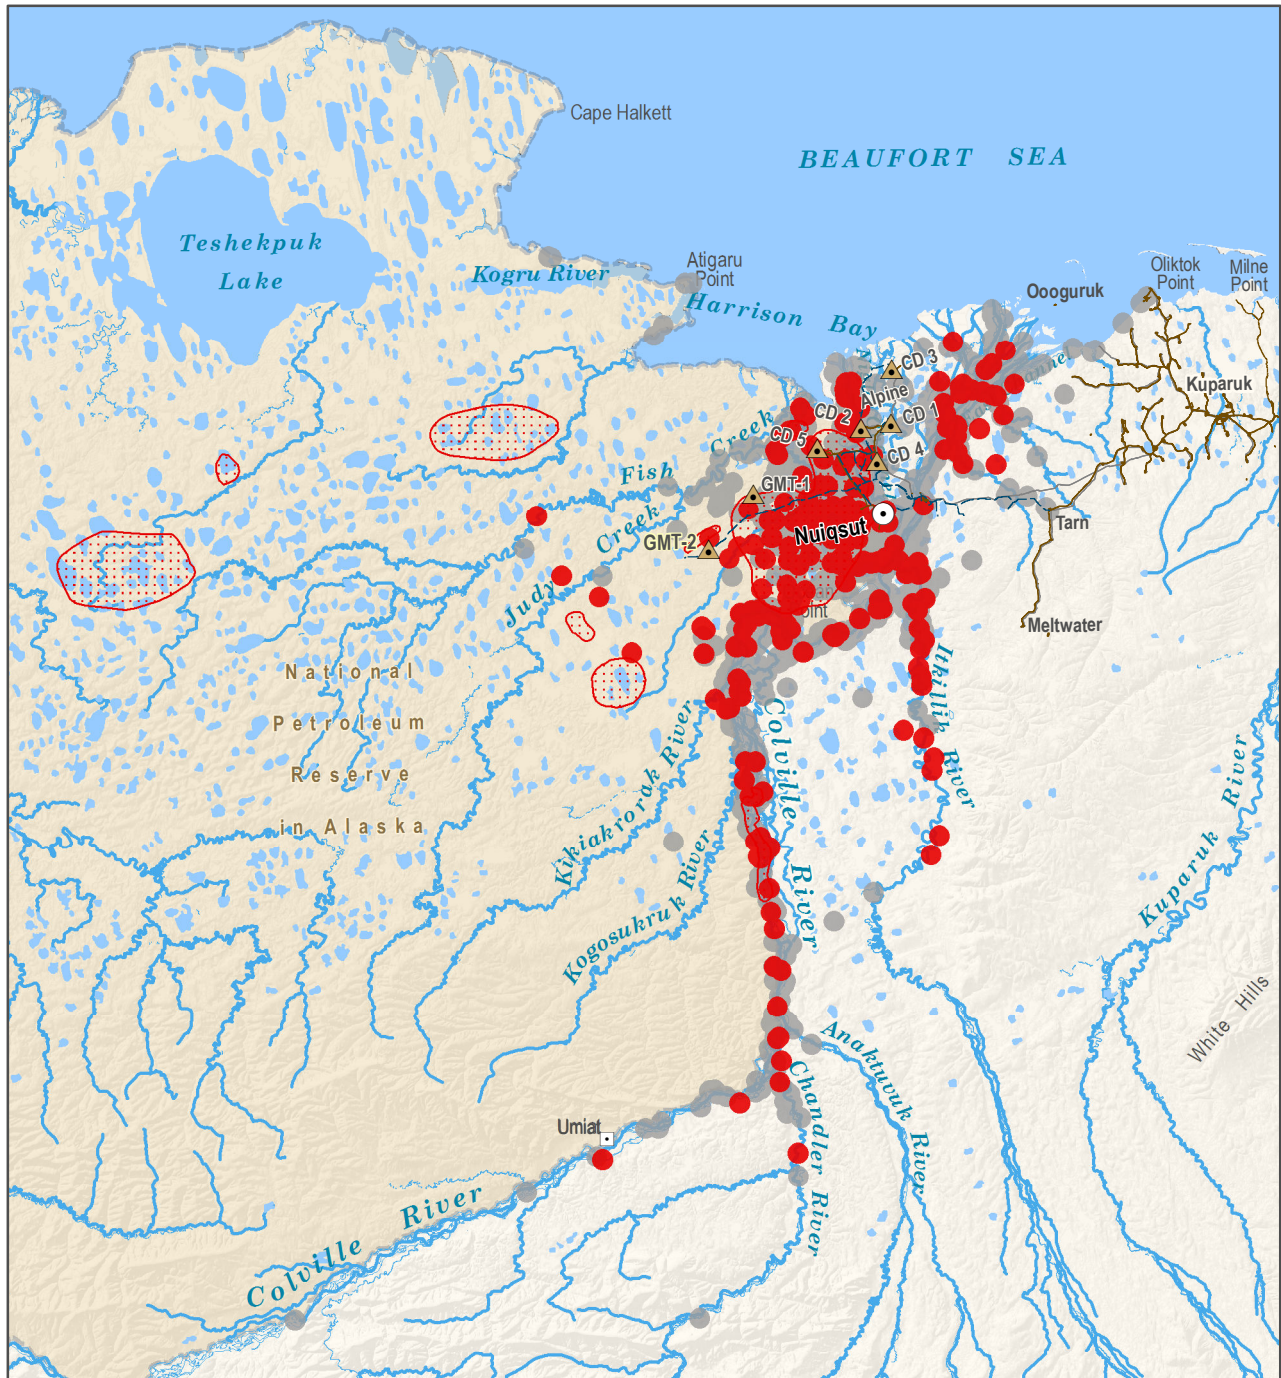 Cape Halkett
BEAUFORT SEA
Teshekpuk
Lake
Kogru River
Atigaru
Point
Harrison Bay
Oliktok
Point
Milne
Point
Oooguruk
CD 3
Alpine
Kuparuk
CD 2
CD 1
CD 5
CD 4
Fish Creek
GMT-1
Judy Creek
GMT-2
Nuiqsut
Tarn
Meltwater
National
Petroleum
Reserve
in Alaska
Itkillik River
Colville River
Kikiakrorak River
Kogosukruk River
Kuparuk River
White Hills
Anaktuvuk River
Chandler River
Umiat
Colville River